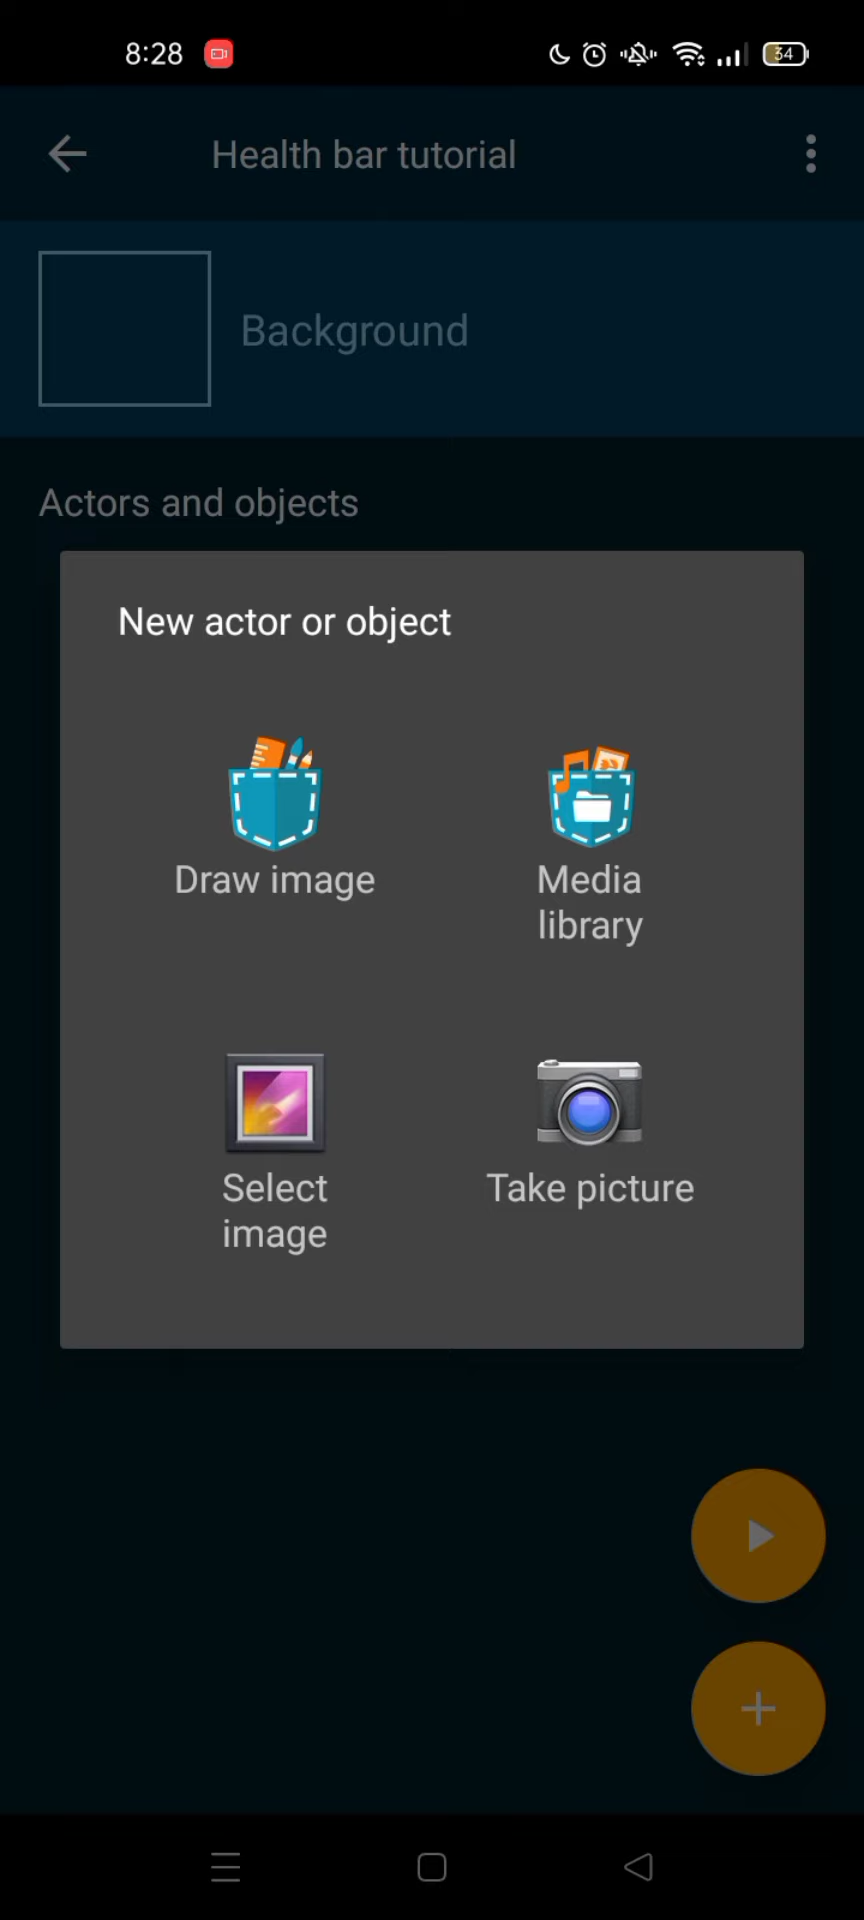 8:28
34
Health bar tutorial
Background
Actors and objects
New actor or object
Draw image
Media
library
Select
image
Take picture